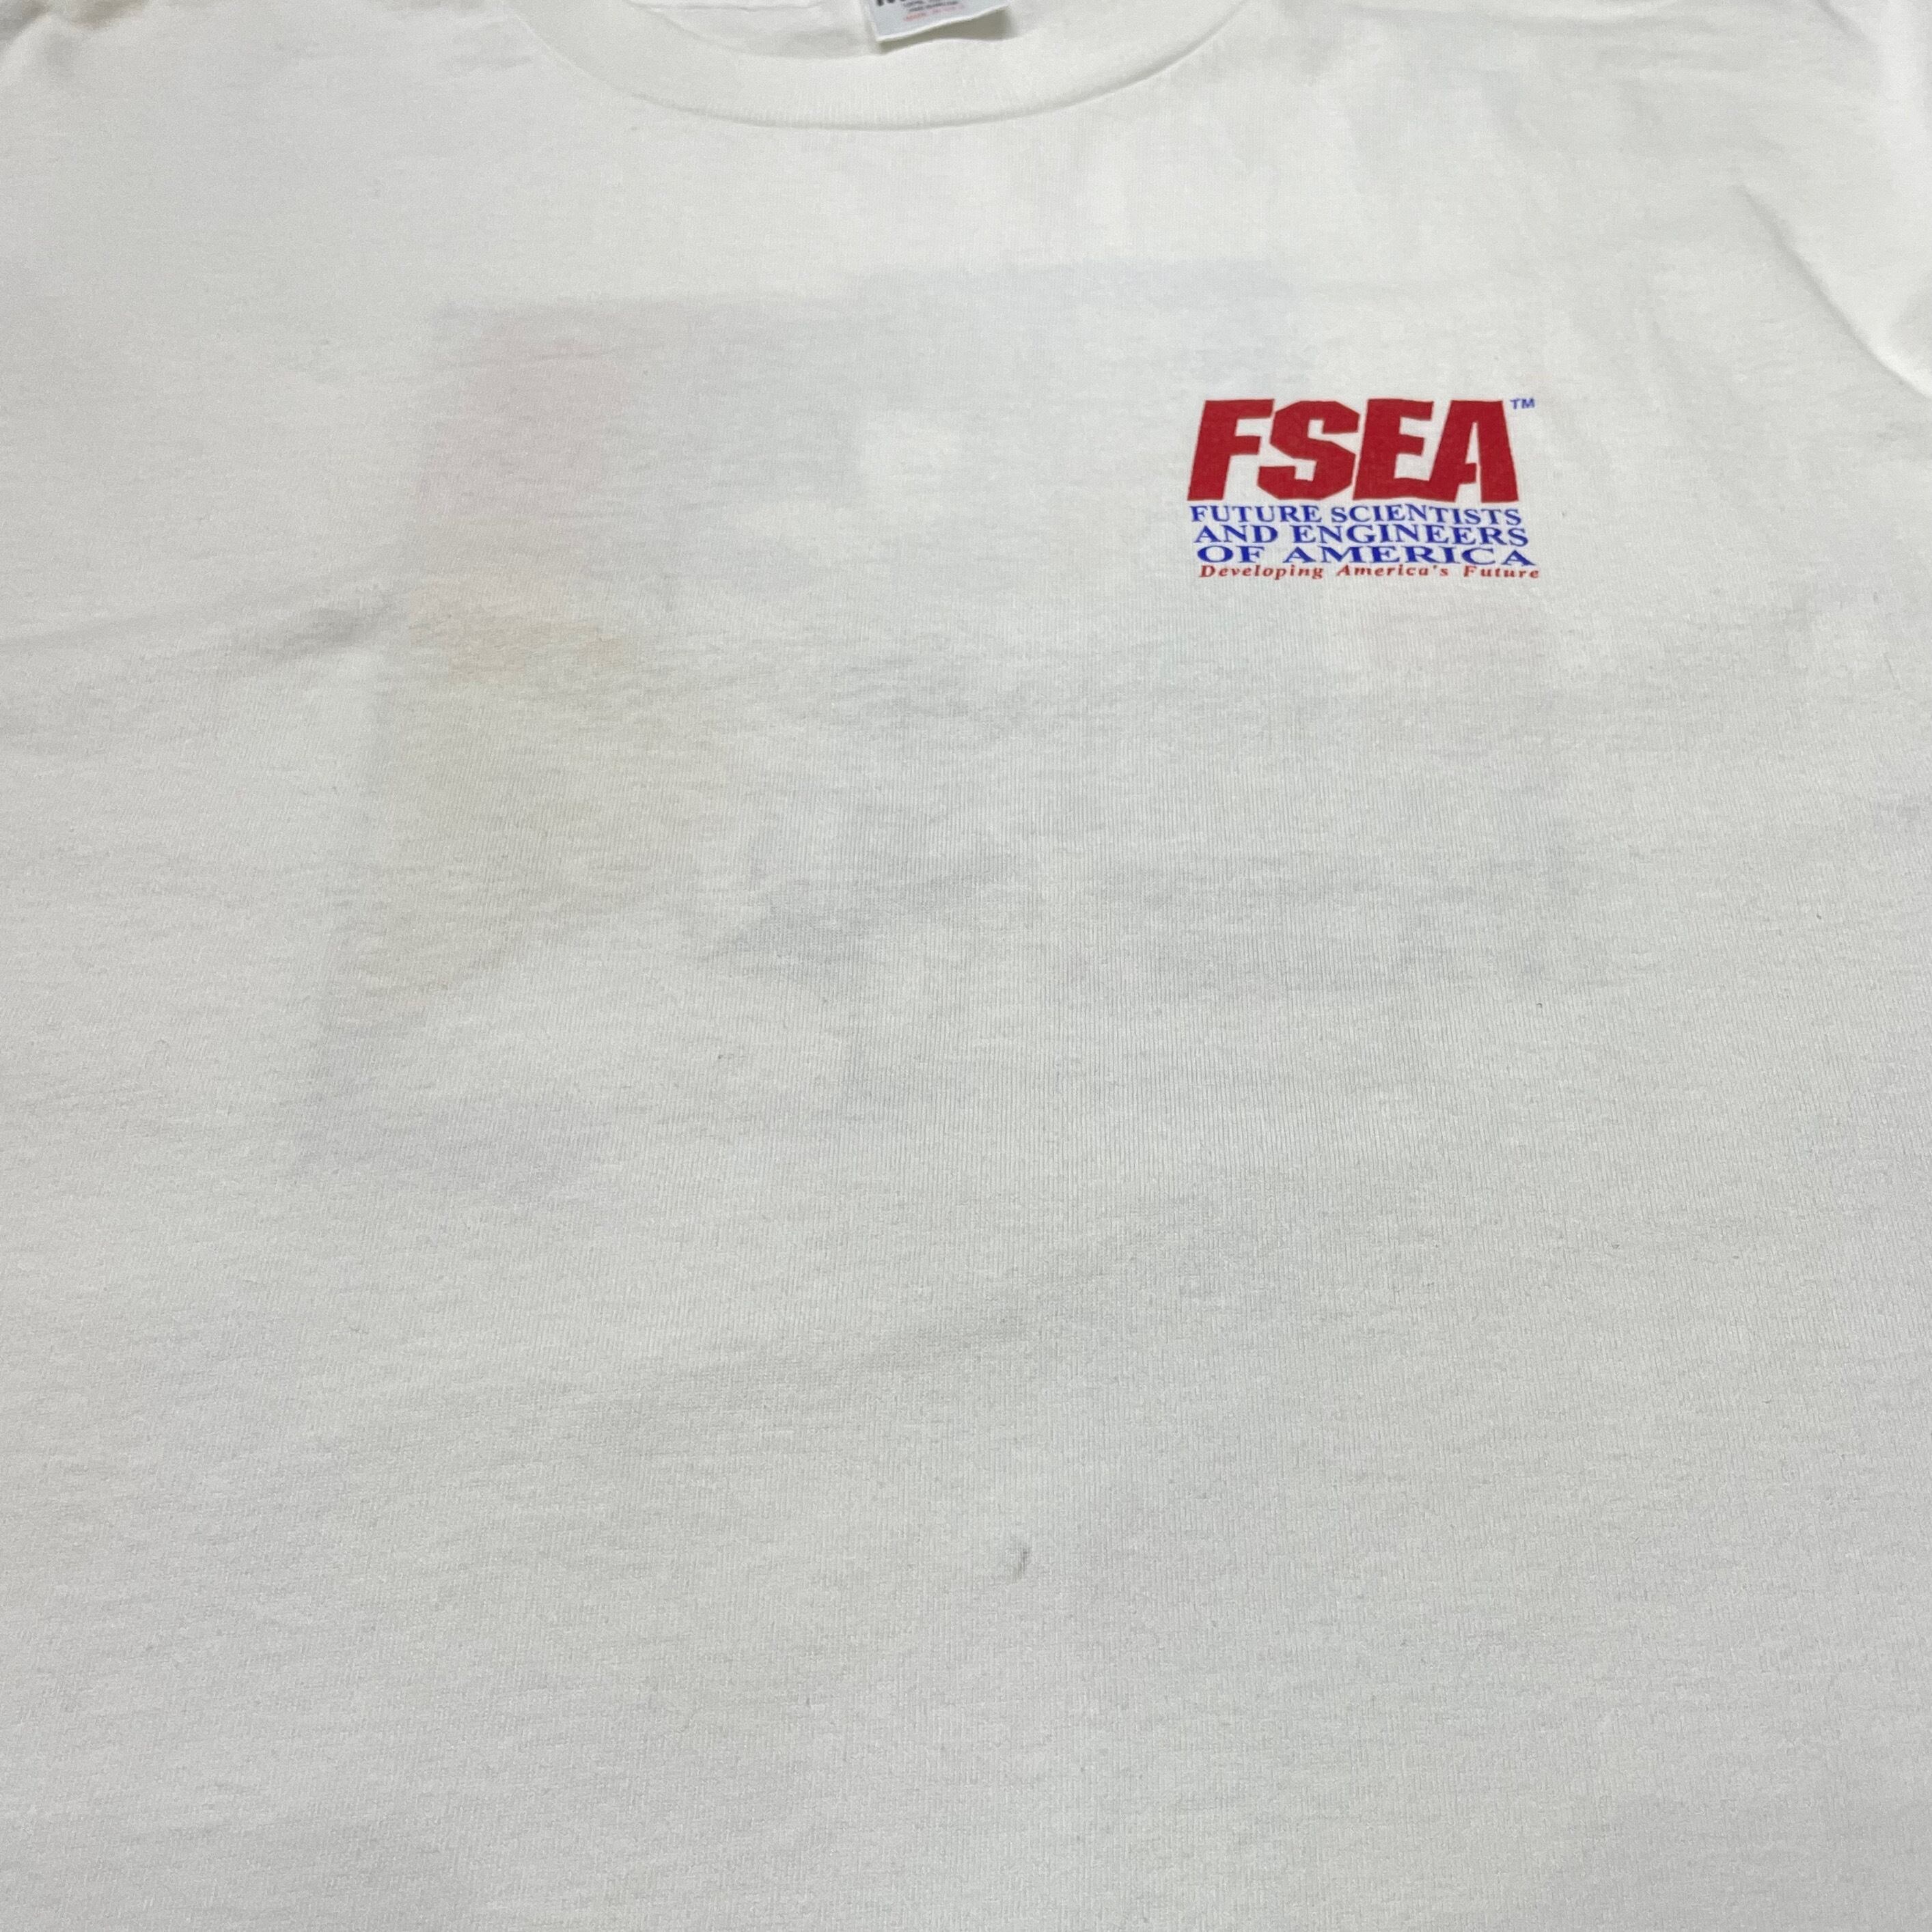 FSEA™
FUTURE SCIENTISTS
AND ENGINEERS
OF AMERICA
Developing America's Future